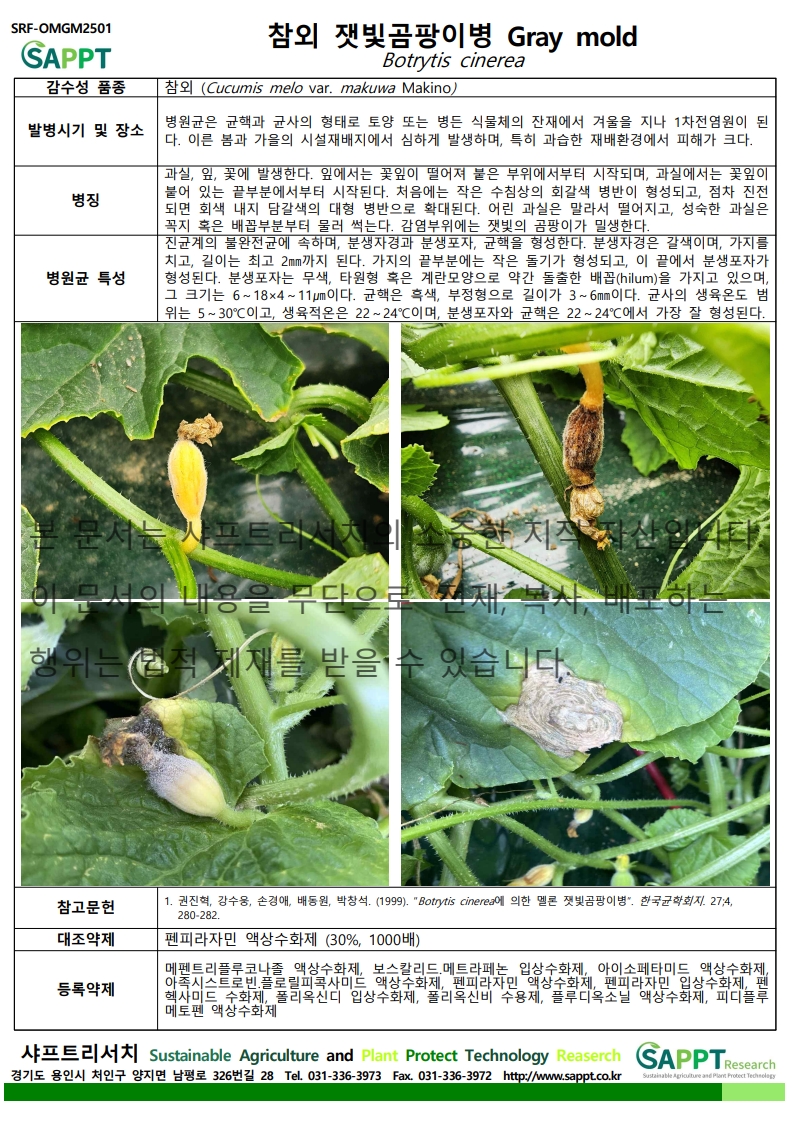 SRF-OMGM2501
SAPPT
참외 잿빛곰팡이병 Gray mold
Botrytis cinerea
감수성 품종
참외 (Cucumis melo var. makuwa Makino)
발병시기 및 장소
병원균은 균핵과 균사의 형태로 토양 또는 병든 식물체의 잔재에서 겨울을 지나 1차전염원이 된
다. 이른 봄과 가을의 시설재배지에서 심하게 발생하며, 특히 과습한 재배환경에서 피해가 크다.
병징
과실, 잎, 꽃에 발생한다. 잎에서는 꽃잎이 떨어져 붙은 부위에서부터 시작되며, 과실에서는 꽃잎이
붙어 있는 끝부분에서부터 시작된다. 처음에는 작은 수침상의 회갈색 병반이 형성되고, 점차 진전
되면 회색 내지 담갈색의 대형 병반으로 확대된다. 어린 과실은 말라서 떨어지고, 성숙한 과실은
꼭지 혹은 배꼽부분부터 물러 썩는다. 감염부위에는 잿빛의 곰팡이가 밀생한다.
병원균 특성
진균계의 불완전균에 속하며, 분생자경과 분생포자, 균핵을 형성한다. 분생자경은 갈색이며, 가지를
치고, 길이는 최고 2㎜까지 된다. 가지의 끝부분에는 작은 돌기가 형성되고, 이 끝에서 분생포자가
형성된다. 분생포자는 무색, 타원형 혹은 계란모양으로 약간 돌출한 배꼽(hilum)을 가지고 있으며,
그 크기는 6~18×4~11㎛이다. 균핵은 흑색, 부정형으로 길이가 3~6㎜이다. 균사의 생육온도 범
위는 5~30℃이고, 생육적온은 22~24℃이며, 분생포자와 균핵은 22~24℃에서 가장 잘 형성된다.
본 문서는 샤프트리서치의 소중한 지적 자산입니다
이 문서의 내용을 무단으로 전재, 복사, 배포하는
행위는 법적 제재를 받을 수 있습니다.
참고문헌
1. 권진혁, 강수웅, 손경애, 배동원, 박창석. (1999). "Botrytis cinerea에 의한 멜론 잿빛곰팡이병". 한국균학회지. 27;4,
280-282.
대조약제
펜피라자민 액상수화제 (30%, 1000배)
등록약제
메펜트리플루코나졸 액상수화제, 보스칼리드.메트라페논 입상수화제, 아이소페타미드 액상수화제,
아족시스트로빈.플로릴피콕사미드 액상수화제, 펜피라자민 액상수화제, 펜피라자민 입상수화제, 펜
헥사미드 수화제, 폴리옥신디 입상수화제, 폴리옥신비 수용제, 플루디옥소닐 액상수화제, 피디플루
메토펜 액상수화제
샤프트리서치 Sustainable Agriculture and Plant Protect Technology Reaserch
경기도 용인시 처인구 양지면 남평로 326번길 28 Tel. 031-336-3973 Fax. 031-336-3972 http://www.sappt.co.kr
SAPPT Research
Sustainable Agriculture and Plant Protect Technology